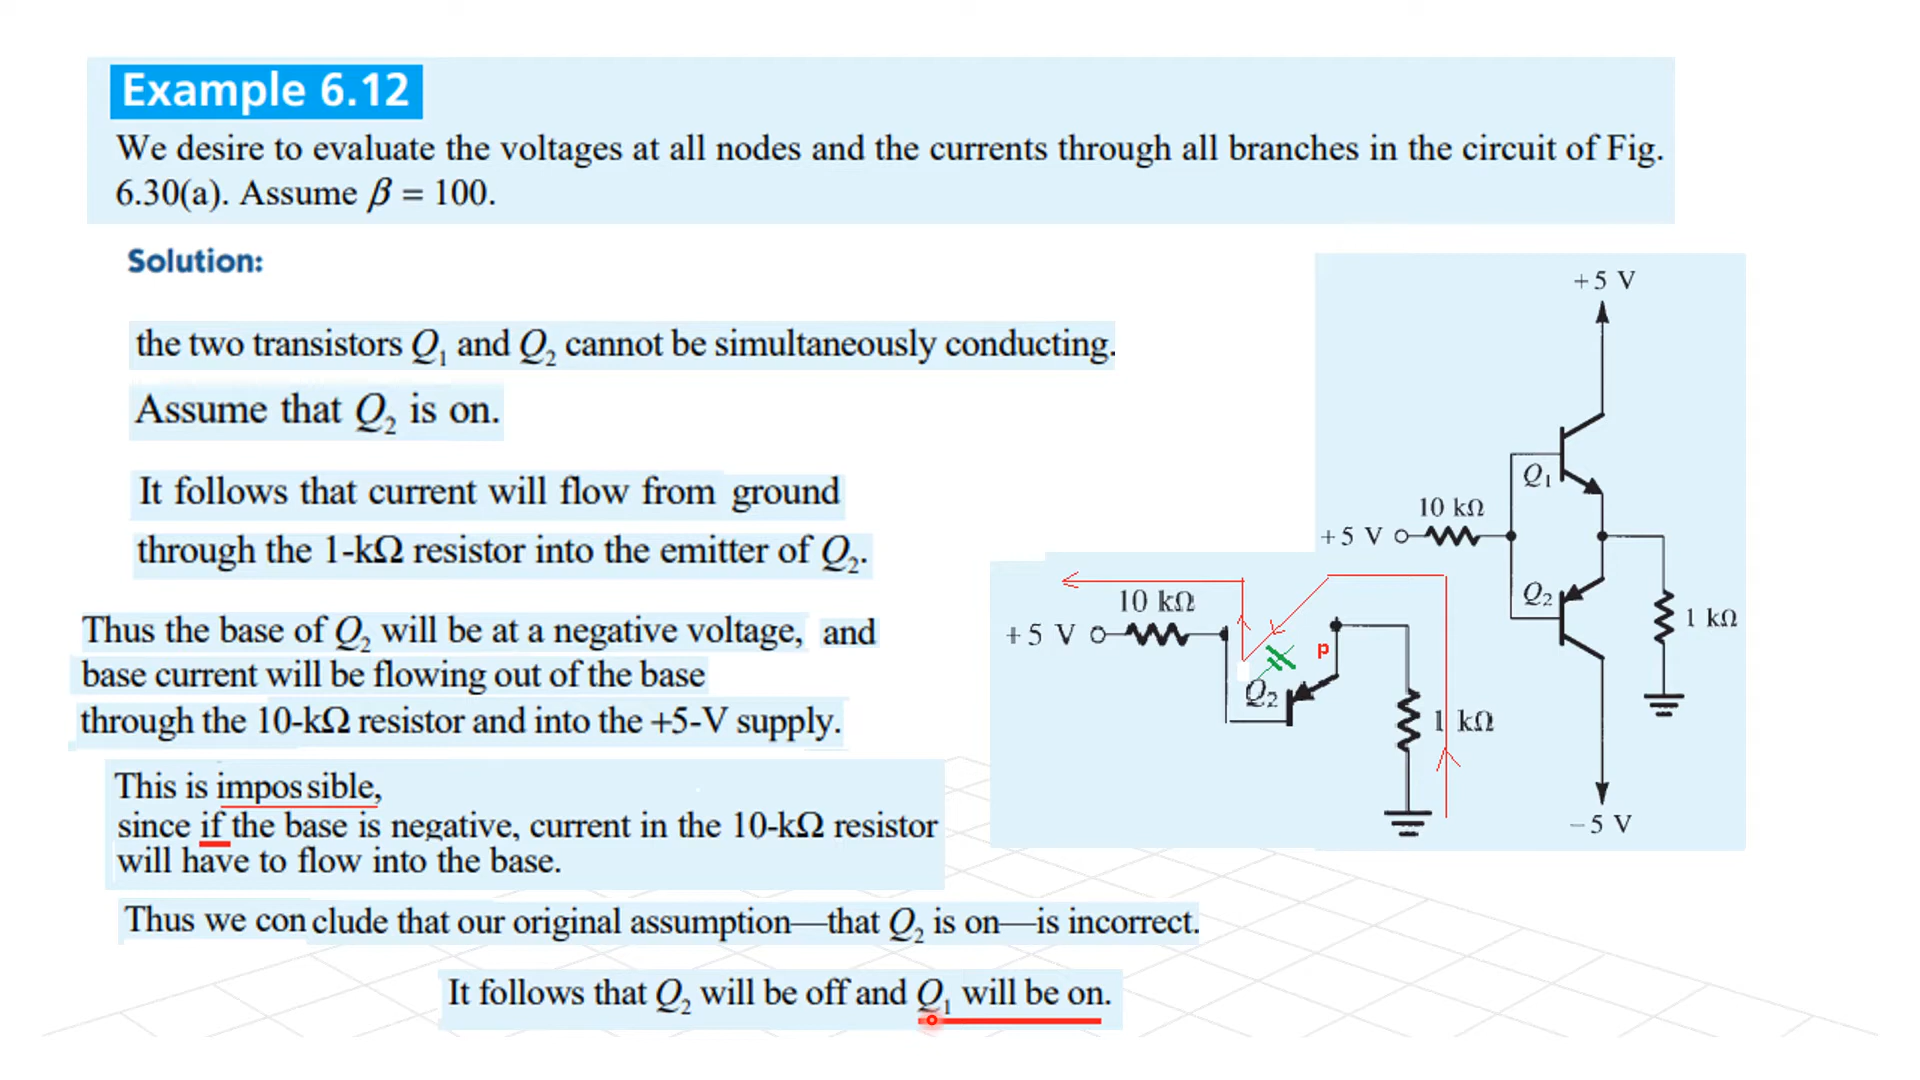 Example 6.12
We desire to evaluate the voltages at all nodes and the currents through all branches in the circuit of Fig.
6.30(a). Assume β = 100.
Solution:
the two transistors Q₁ and Q₂ cannot be simultaneously conducting.
Assume that Q₂ is on.
It follows that current will flow from ground
through the 1-kΩ resistor into the emitter of Q₂.
Thus the base of Q₂ will be at a negative voltage, and
base current will be flowing out of the base
through the 10-kΩ resistor and into the +5-V supply.
This is impossible,
since if the base is negative, current in the 10-kΩ resistor
will have to flow into the base.
Thus we conclude that our original assumption—that Q₂ is on—is incorrect.
It follows that Q₂ will be off and Q₁ will be on.
10 kΩ
+5 V
p
Q₂
1 kΩ
+5 V
Q₁
10 kΩ
+5 V
Q₂
1 kΩ
−5 V